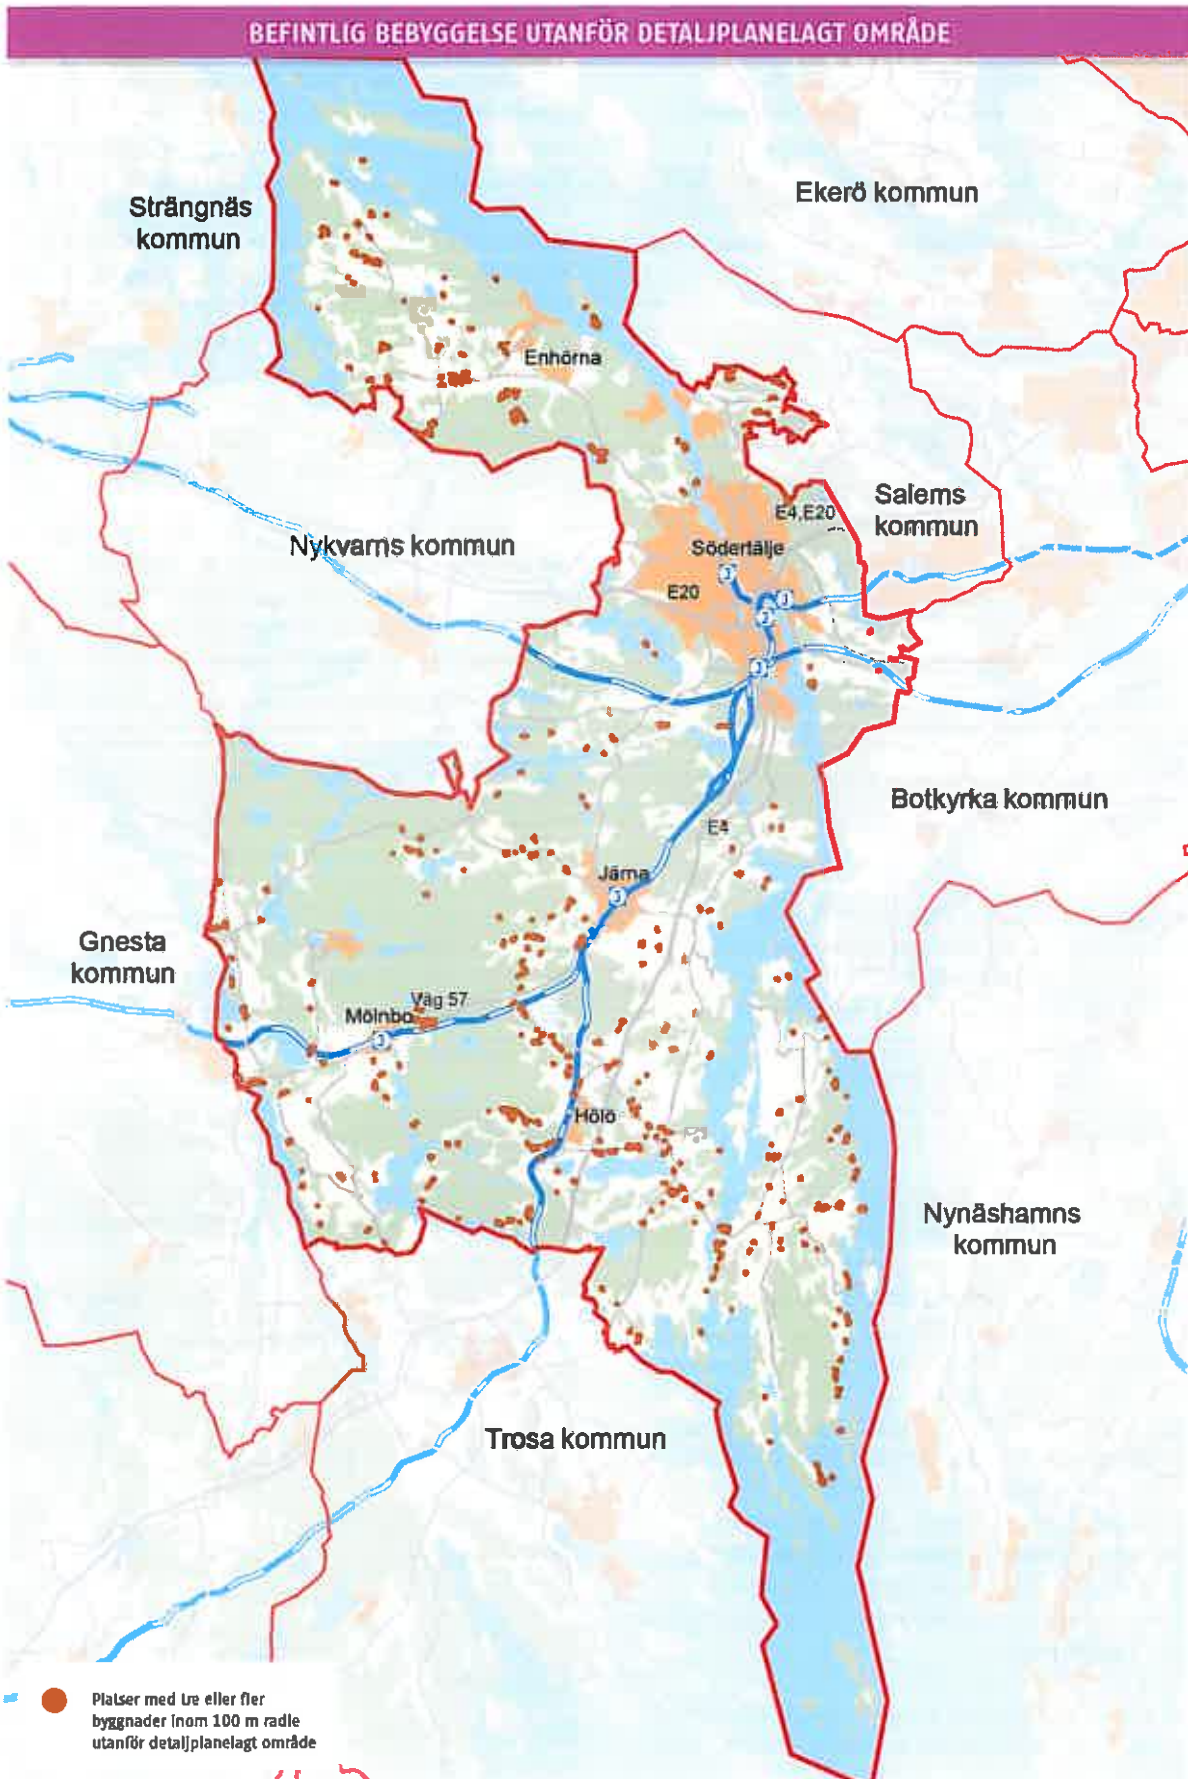 BEFINTLIG BEBYGGELSE UTANFÖR DETALJPLANELAGT OMRÅDE
Strängnäs
kommun
Ekerö kommun
Enhörna
Salems
kommun
E4,E20
Nykvarns kommun
Södertälje
J
E20
J
J
J
Botkyrka kommun
E4
Järna
J
Gnesta
kommun
Väg 57
Mölnbo
J
Hölö
Nynäshamns
kommun
Trosa kommun
Platser med tre eller fler
byggnader inom 100 m radie
utanför detaljplanelagt område